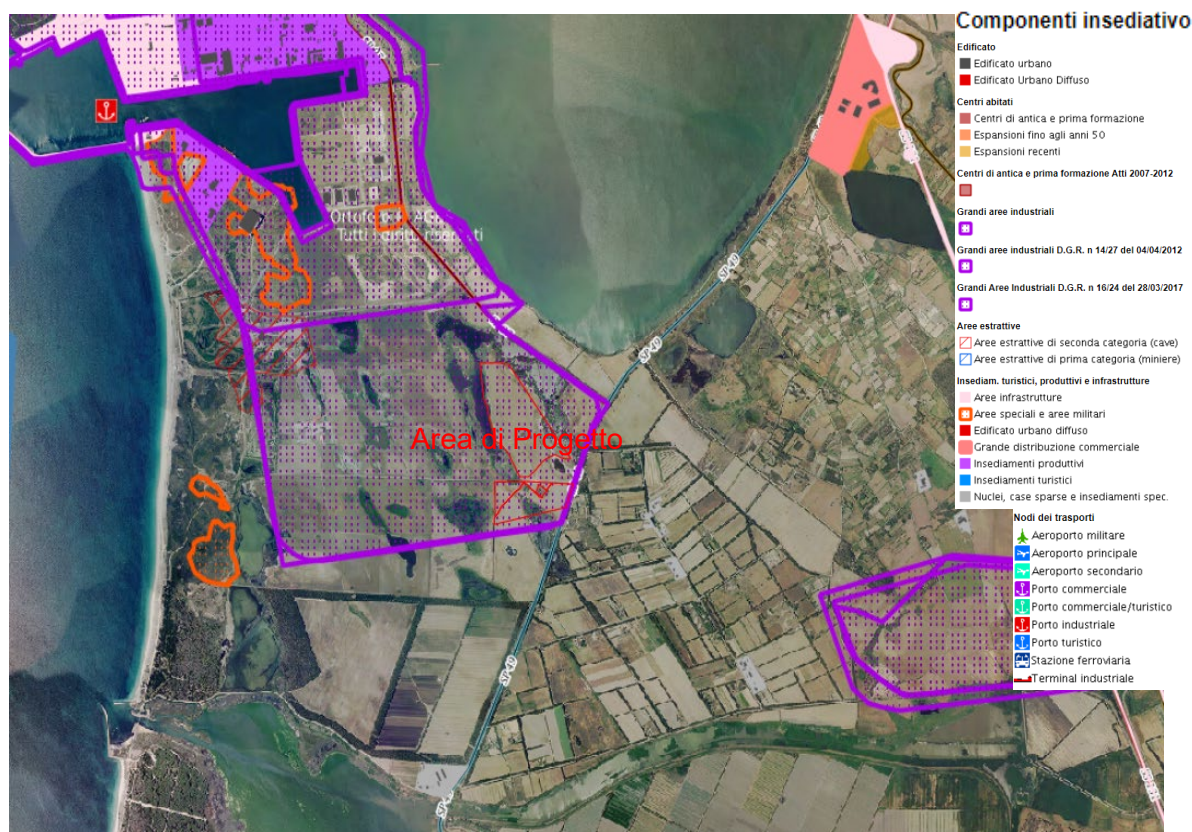 Componenti insediativo
Edificato
Edificato urbano
Edificato Urbano Diffuso
Centri abitati
Centri di antica e prima formazione
Espansioni fino agli anni 50
Espansioni recenti
Centri di antica e prima formazione Atti 2007-2012
Grandi aree industriali
Grandi aree industriali D.G.R. n 14/27 del 04/04/2012
Grandi Aree Industriali D.G.R. n 16/24 del 28/03/2017
Aree estrattive
Aree estrattive di seconda categoria (cave)
Aree estrattive di prima categoria (miniere)
Insediam. turistici, produttivi e infrastrutture
Aree infrastrutture
Aree speciali e aree militari
Edificato urbano diffuso
Grande distribuzione commerciale
Insediamenti produttivi
Insediamenti turistici
Nuclei, case sparse e insediamenti spec.
Nodi dei trasporti
Aeroporto militare
Aeroporto principale
Aeroporto secondario
Porto commerciale
Porto commerciale/turistico
Porto industriale
Porto turistico
Stazione ferroviaria
Terminal industriale
SP-49
SP-49
Area di Progetto
SP-49